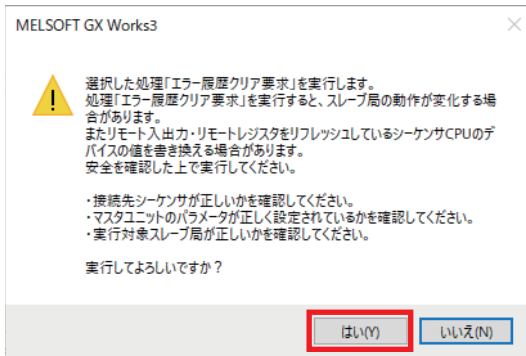 MELSOFT GX Works3
選択した処理「エラー履歴クリア要求」を実行します。
処理「エラー履歴クリア要求」を実行すると、スレーブ局の動作が変化する場
合があります。
またリモート入出力・リモートレジスタをリフレッシュしているシーケンサCPUのデ
バイスの値を書き換える場合があります。
安全を確認した上で実行してください。
・接続先シーケンサが正しいかを確認してください。
・マスタユニットのパラメータが正しく設定されているかを確認してください。
・実行対象スレーブ局が正しいかを確認してください。
実行してよろしいですか？
はい(Y)
いいえ(N)